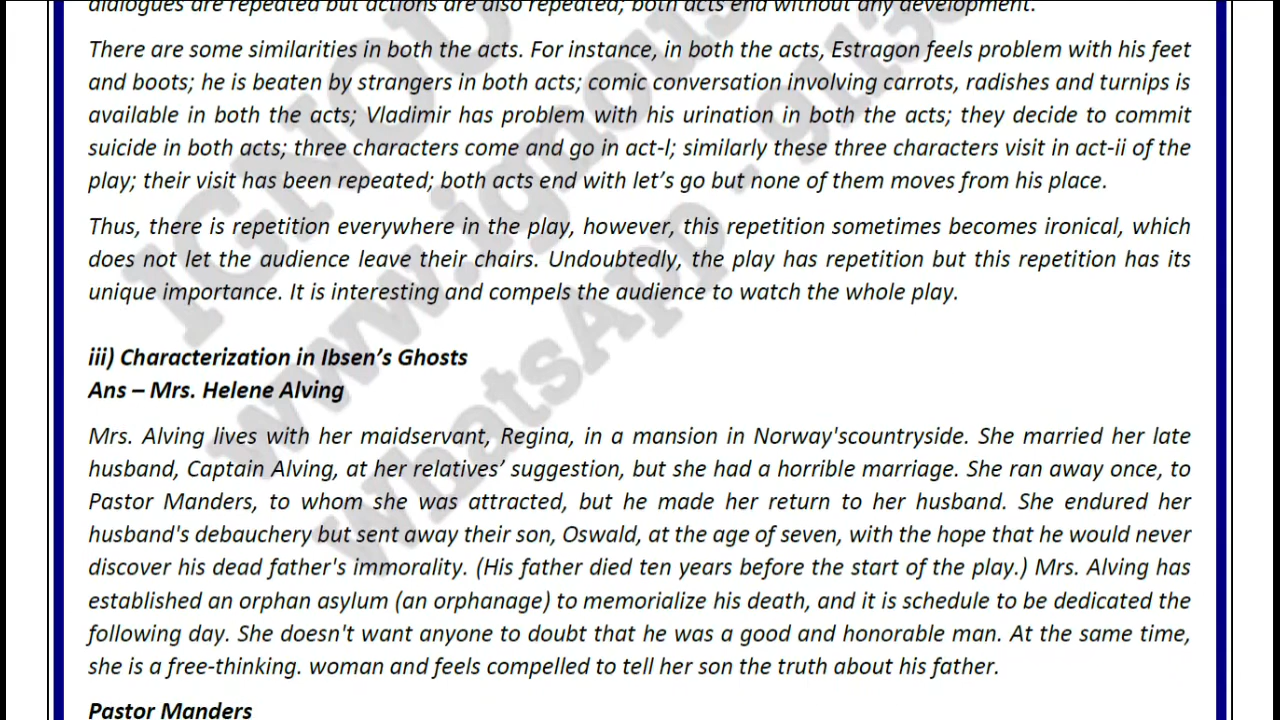 dialogues are repeated but actions are also repeated; both acts end without any development.
There are some similarities in both the acts. For instance, in both the acts, Estragon feels problem with his feet
and boots; he is beaten by strangers in both acts; comic conversation involving carrots, radishes and turnips is
available in both the acts; Vladimir has problem with his urination in both the acts; they decide to commit
suicide in both acts; three characters come and go in act-I; similarly these three characters visit in act-ii of the
play; their visit has been repeated; both acts end with let's go but none of them moves from his place.
Thus, there is repetition everywhere in the play, however, this repetition sometimes becomes ironical, which
does not let the audience leave their chairs. Undoubtedly, the play has repetition but this repetition has its
unique importance. It is interesting and compels the audience to watch the whole play.
iii) Characterization in Ibsen's Ghosts
Ans – Mrs. Helene Alving
Mrs. Alving lives with her maidservant, Regina, in a mansion in Norway'scountryside. She married her late
husband, Captain Alving, at her relatives' suggestion, but she had a horrible marriage. She ran away once, to
Pastor Manders, to whom she was attracted, but he made her return to her husband. She endured her
husband's debauchery but sent away their son, Oswald, at the age of seven, with the hope that he would never
discover his dead father's immorality. (His father died ten years before the start of the play.) Mrs. Alving has
established an orphan asylum (an orphanage) to memorialize his death, and it is schedule to be dedicated the
following day. She doesn't want anyone to doubt that he was a good and honorable man. At the same time,
she is a free-thinking. woman and feels compelled to tell her son the truth about his father.
Pastor Manders